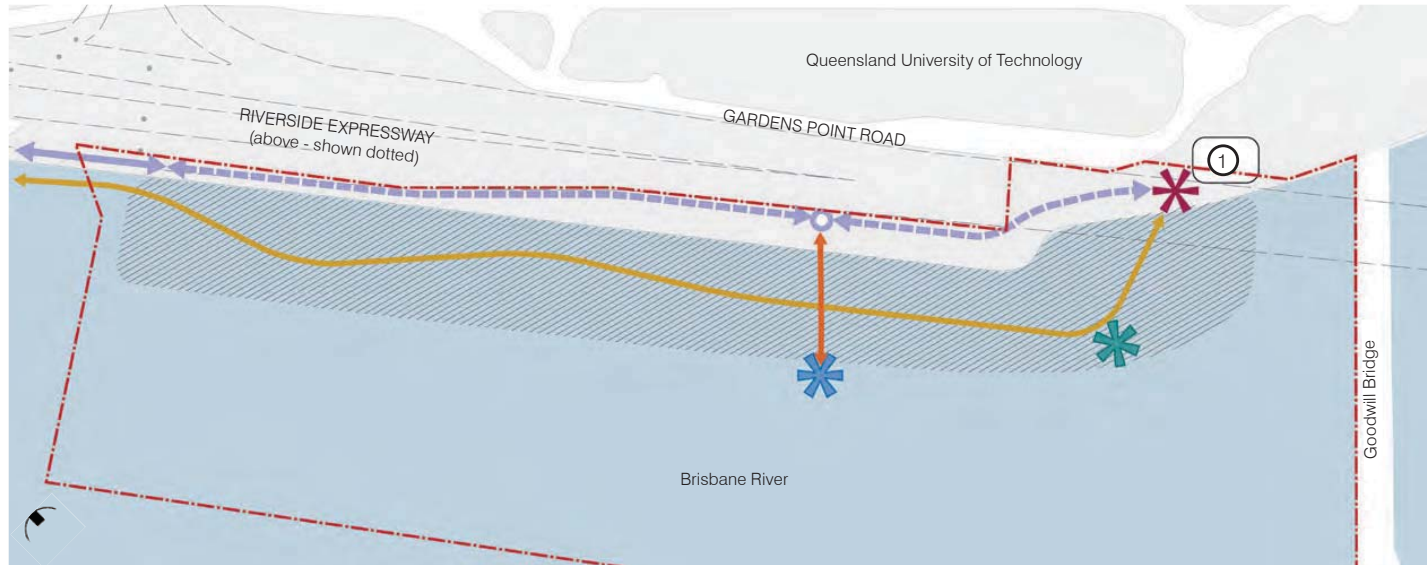 Queensland University of Technology
GARDENS POINT ROAD
RIVERSIDE EXPRESSWAY
(above - shown dotted)
1
Goodwill Bridge
Brisbane River